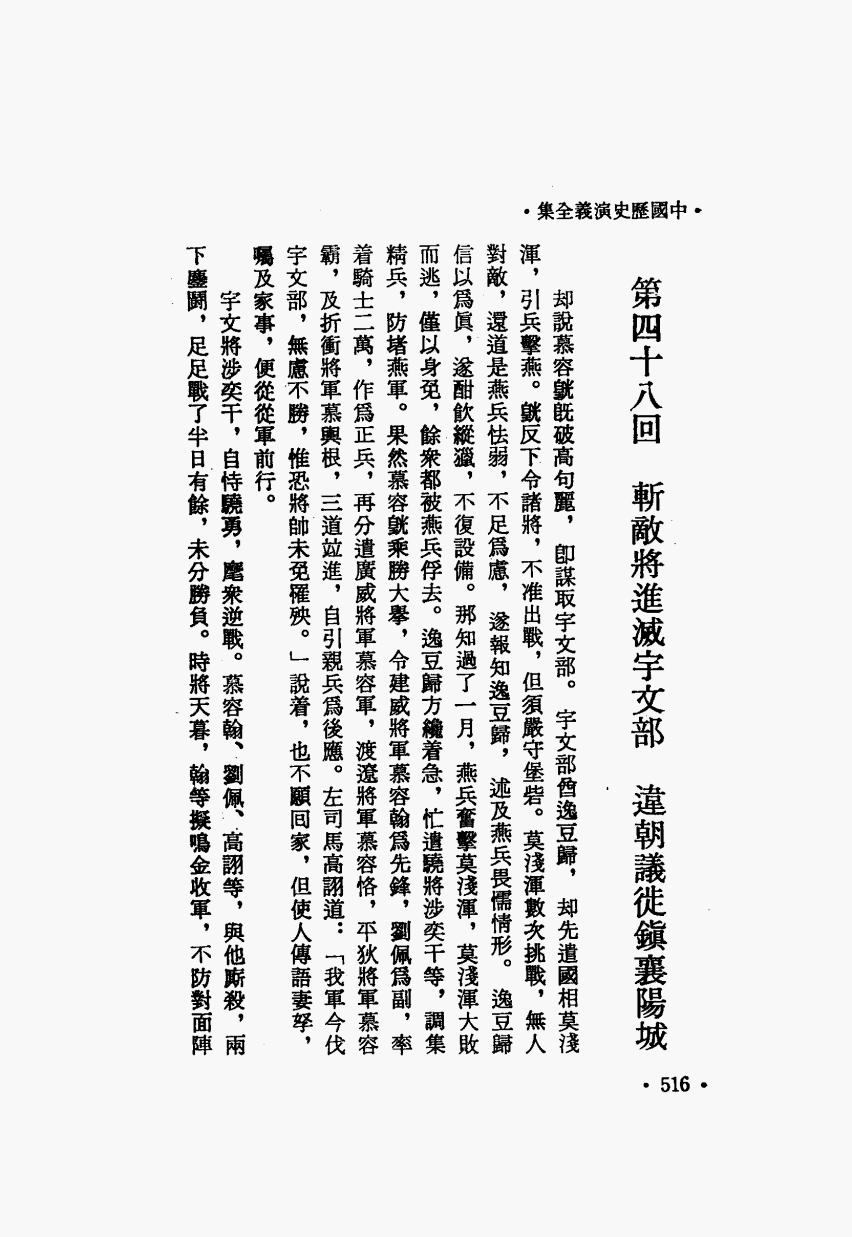 •中國歷史演義全集•
第四十八回　斬敵將進滅宇文部　違朝議徙鎮襄陽城
却說慕容皝既破高句麗，卽謀取宇文部。宇文部酋逸豆歸，却先遣國相莫淺
渾，引兵擊燕。皝反下令諸將，不准出戰，但須嚴守堡砦。莫淺渾數次挑戰，無人
對敵，還道是燕兵怯弱，不足爲慮，遂報知逸豆歸，述及燕兵畏懦情形。逸豆歸
信以爲眞，遂酣飲縱獵，不復設備。那知過了一月，燕兵奮擊莫淺渾，莫淺渾大敗
而逃，僅以身免，餘衆都被燕兵俘去。逸豆歸方纔着急，忙遣驍將涉奕干等，調集
精兵，防堵燕軍。果然慕容皝乘勝大擧，令建威將軍慕容翰爲先鋒，劉佩爲副，率
着騎士二萬，作爲正兵，再分遣廣威將軍慕容軍，渡遼將軍慕容恪，平狄將軍慕容
霸，及折衝將軍慕輿根，三道竝進，自引親兵爲後應。左司馬高詡道：「我軍今伐
宇文部，無慮不勝，惟恐將帥未免罹殃。」說着，也不願囘家，但使人傳語妻孥，
囑及家事，便從從軍前行。
宇文將涉奕干，自恃驍勇，麾衆逆戰。慕容翰、劉佩、高詡等，與他厮殺，兩
下鏖鬭，足足戰了半日有餘，未分勝負。時將天暮，翰等擬鳴金收軍，不防對面陣
•516•